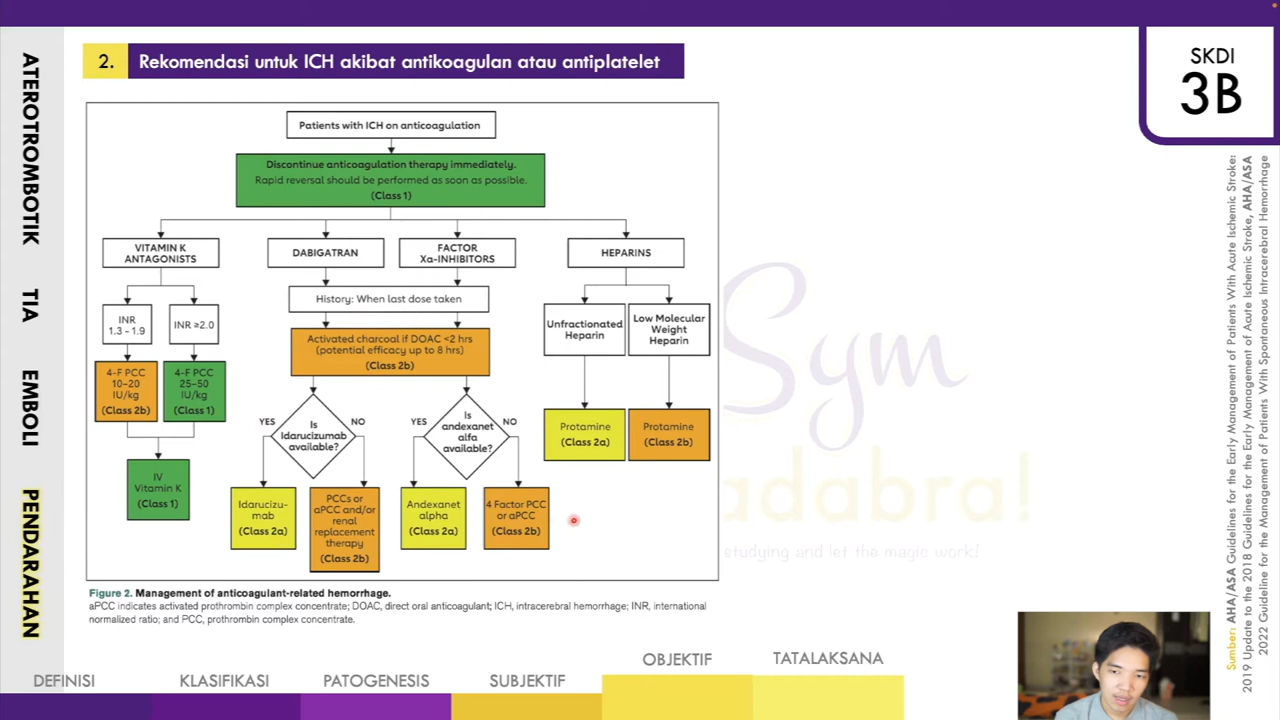 2.
Rekomendasi untuk ICH akibat antikoagulan atau antiplatelet
SKDI
3B
ATEROTROMBOTIK
TIA
EMBOLI
PENDARAHAN
Patients with ICH on anticoagulation
Discontinue anticoagulation therapy immediately.
Rapid reversal should be performed as soon as possible.
(Class 1)
VITAMIN K
ANTAGONISTS
DABIGATRAN
FACTOR
Xa-INHIBITORS
HEPARINS
INR
1.3 - 1.9
INR ≥2.0
History: When last dose taken
Unfractionated
Heparin
Low Molecular
Weight
Heparin
Activated charcoal if DOAC <2 hrs
(potential efficacy up to 8 hrs)
(Class 2b)
4-F PCC
10–20
IU/kg
(Class 2b)
4-F PCC
25–50
IU/kg
(Class 1)
YES
Is
Idarucizumab
available?
NO
YES
Is
andexanet
alfa
available?
NO
Protamine
(Class 2a)
Protamine
(Class 2b)
IV
Vitamin K
(Class 1)
Idarucizu-
mab
(Class 2a)
PCCs or
aPCC and/or
renal
replacement
therapy
(Class 2b)
Andexanet
alpha
(Class 2a)
4 Factor PCC
or aPCC
(Class 2b)
Figure 2. Management of anticoagulant-related hemorrhage.
aPCC indicates activated prothrombin complex concentrate; DOAC, direct oral anticoagulant; ICH, intracerebral hemorrhage; INR, international
normalized ratio; and PCC, prothrombin complex concentrate.
Sym
adabra!
studying and let the magic work!
Sumber: AHA/ASA Guidelines for the Early Management of Patients With Acute Ischemic Stroke:
2019 Update to the 2018 Guidelines for the Early Management of Acute Ischemic Stroke, AHA/ASA
2022 Guideline for the Management of Patients With Spontaneous Intracerebral Hemorrhage
DEFINISI
KLASIFIKASI
PATOGENESIS
SUBJEKTIF
OBJEKTIF
TATALAKSANA